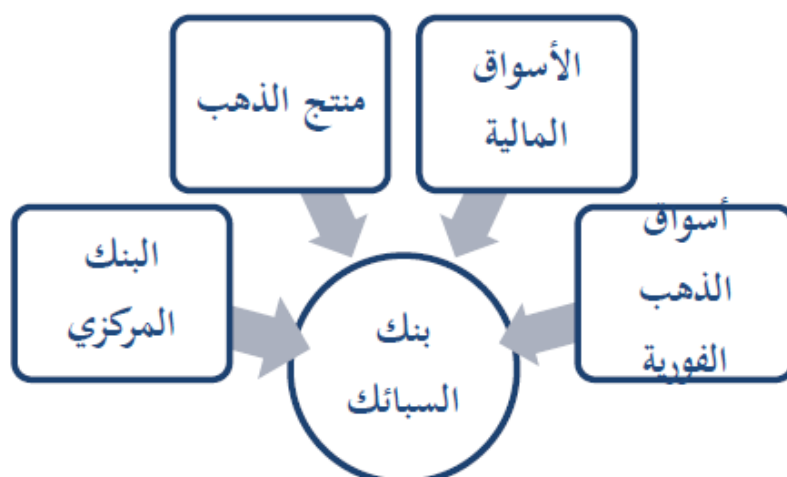 الأسواق
المالية
منتج الذهب
أسواق
الذهب
الفورية
البنك
المركزي
بنك
السبائك